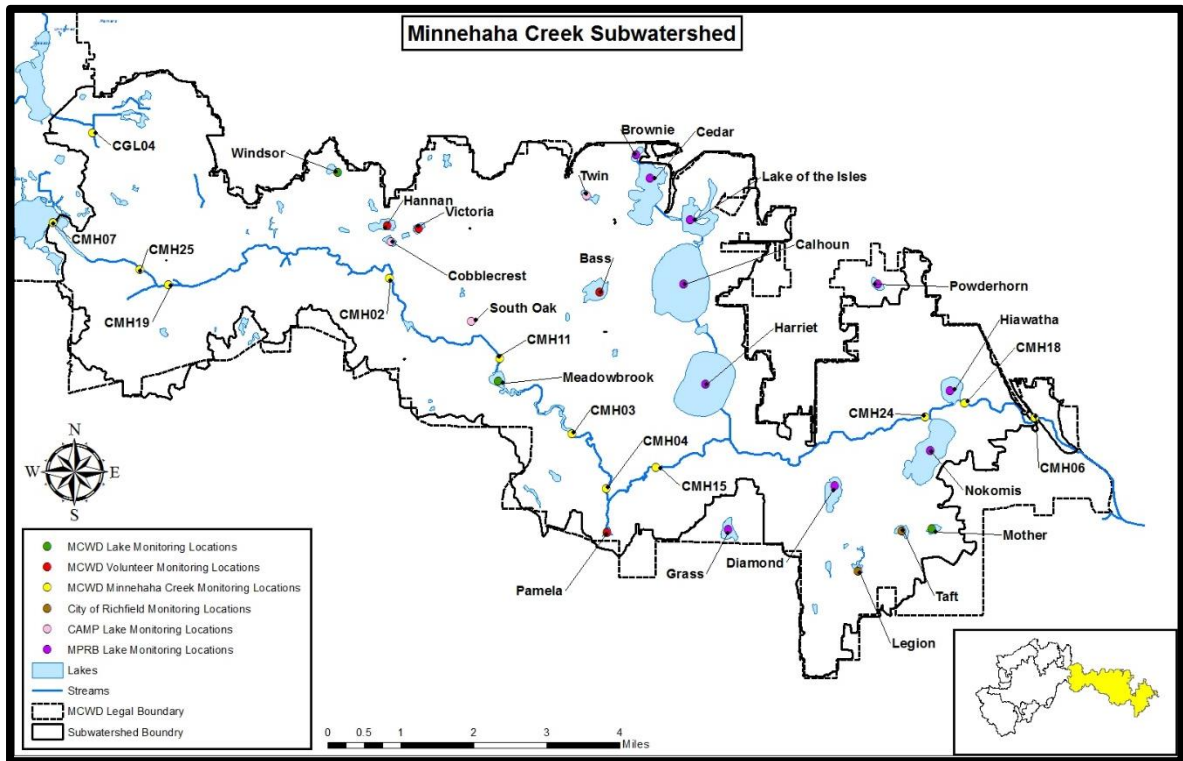 Minnehaha Creek Subwatershed
Brownie
Cedar
CGL04
Windsor
Twin
Lake of the Isles
Hannan
Victoria
CMH07
CMH25
Calhoun
Cobblecrest
Bass
Powderhorn
CMH19
CMH02
South Oak
Hiawatha
Harriet
CMH18
CMH11
Meadowbrook
CMH24
CMH03
CMH04
CMH06
CMH15
Nokomis
N
W
E
S
Mother
Grass
Diamond
Pamela
Taft
Legion
MCWD Lake Monitoring Locations
MCWD Volunteer Monitoring Locations
MCWD Minnehaha Creek Monitoring Locations
City of Richfield Monitoring Locations
CAMP Lake Monitoring Locations
MPRB Lake Monitoring Locations
Lakes
Streams
MCWD Legal Boundary
Subwatershed Boundry
0 0.5 1 2 3 4
Miles